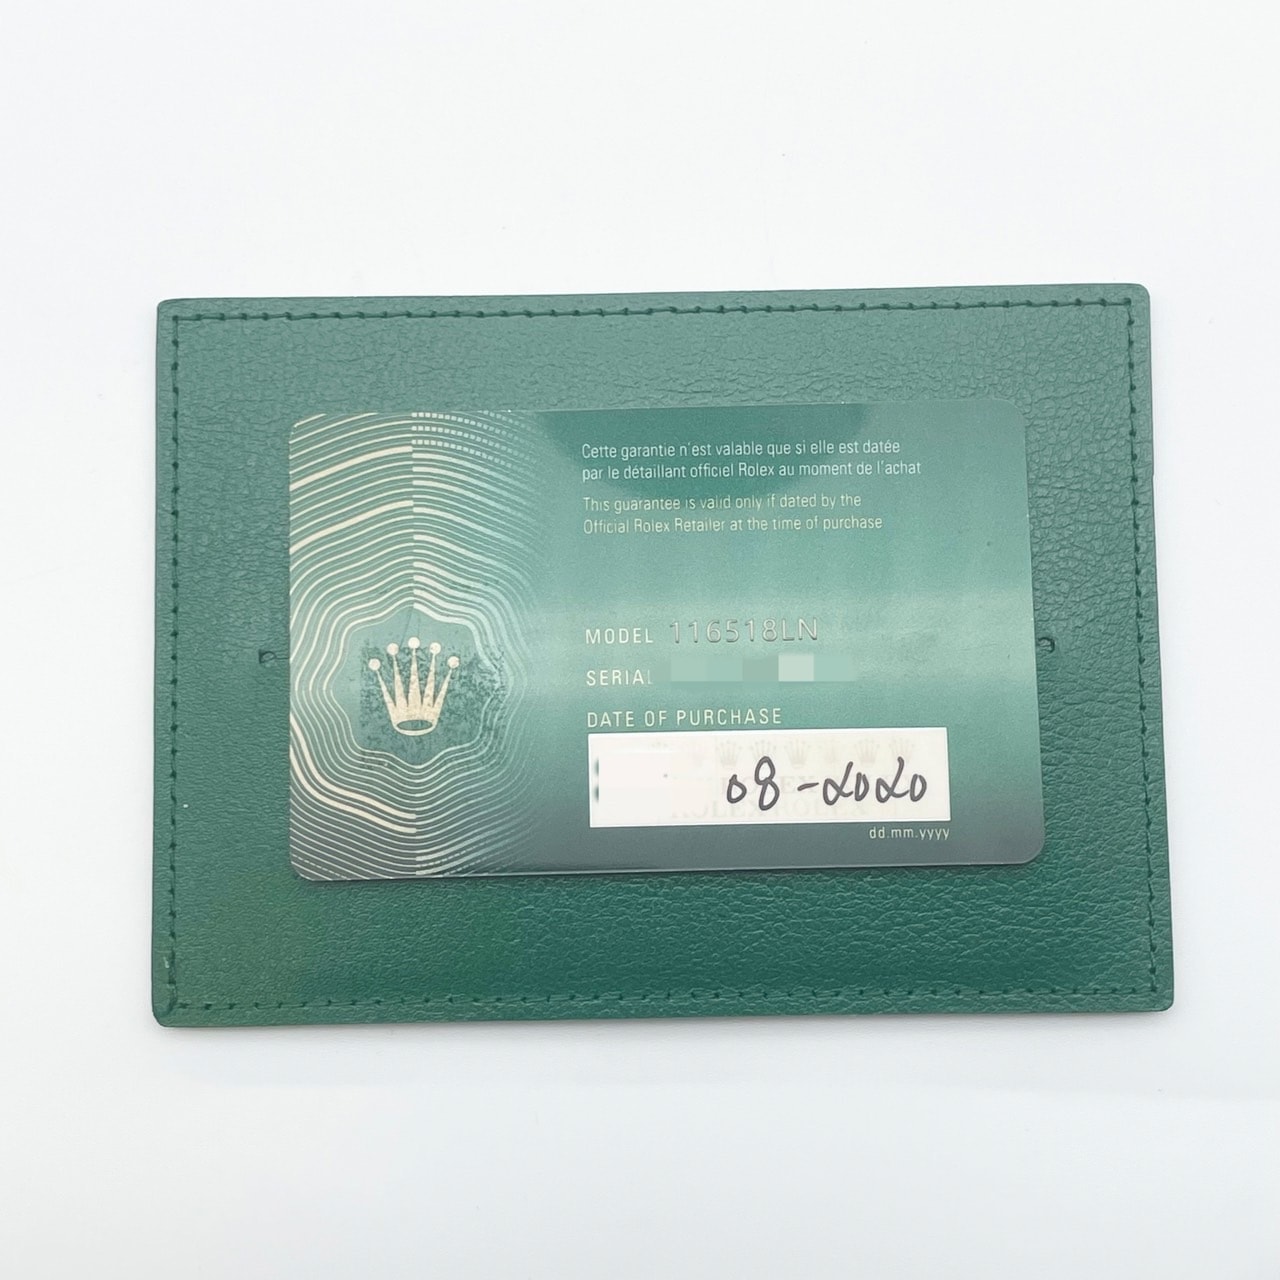 Cette garantie n'est valable que si elle est datée
par le détaillant officiel Rolex au moment de l'achat
This guarantee is valid only if dated by the
Official Rolex Retailer at the time of purchase
MODEL 116518LN
SERIAL
DATE OF PURCHASE
08-2020
dd.mm.yyyy